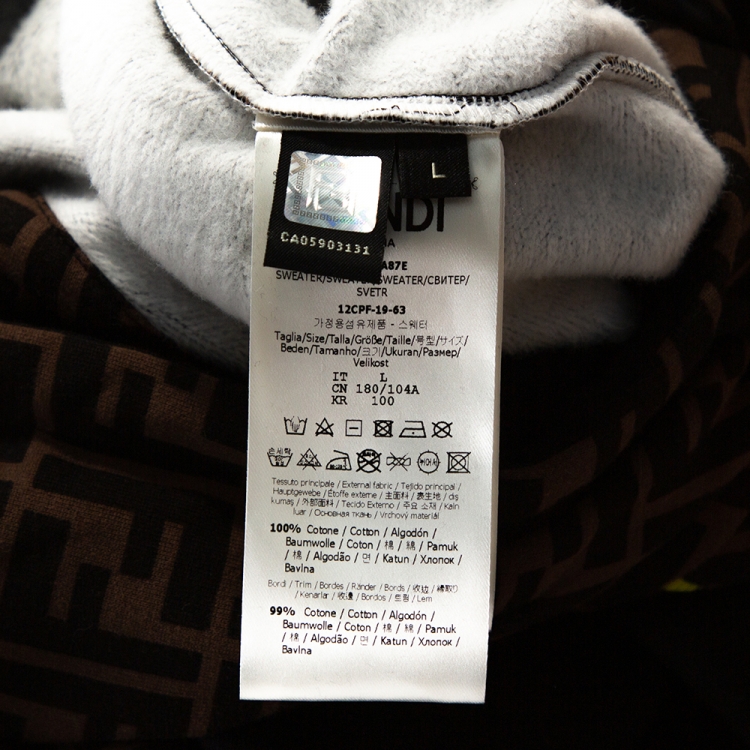 L
NDI
CA05903131
A87E
SWEATER/SWEATER/SWEATER/СВИТЕР/
SVETR
12CPF-19-63
가정용섬유제품 - 스웨터
Taglia/Size/Talla/Größe/Taille/号型/サイズ/
Beden/Tamanho/크기/Ukuran/Размер/
Velikost
IT L
CN 180/104A
KR 100
손세탁
Tessuto principale / External fabric / Tejido principal /
Hauptgewebe / Étoffe externe / 主面料 / 表生地 / dış
kumaş / 外部面料 / Tecido Externo / 주요 소재 / Kain
luar / Основная ткань / Vrchový materiál
100% Cotone / Cotton / Algodón /
Baumwolle / Coton / 棉 / 綿 / Pamuk
/ 棉 / Algodão / 면 / Katun / Хлопок /
Bavlna
Bordi / Trim / Bordes / Ränder / Bords / 收边 / 縁取り
/ Kenarlar / 收邊 / Bordos / 트림 / Lem
99% Cotone / Cotton / Algodón /
Baumwolle / Coton / 棉 / 綿 / Pamuk
/ 棉 / Algodão / 면 / Katun / Хлопок /
Bavlna